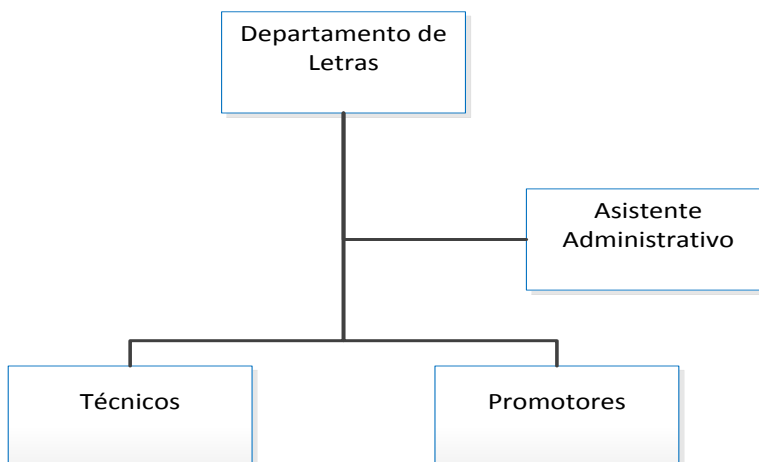 Departamento de
Letras
Asistente
Administrativo
Técnicos
Promotores